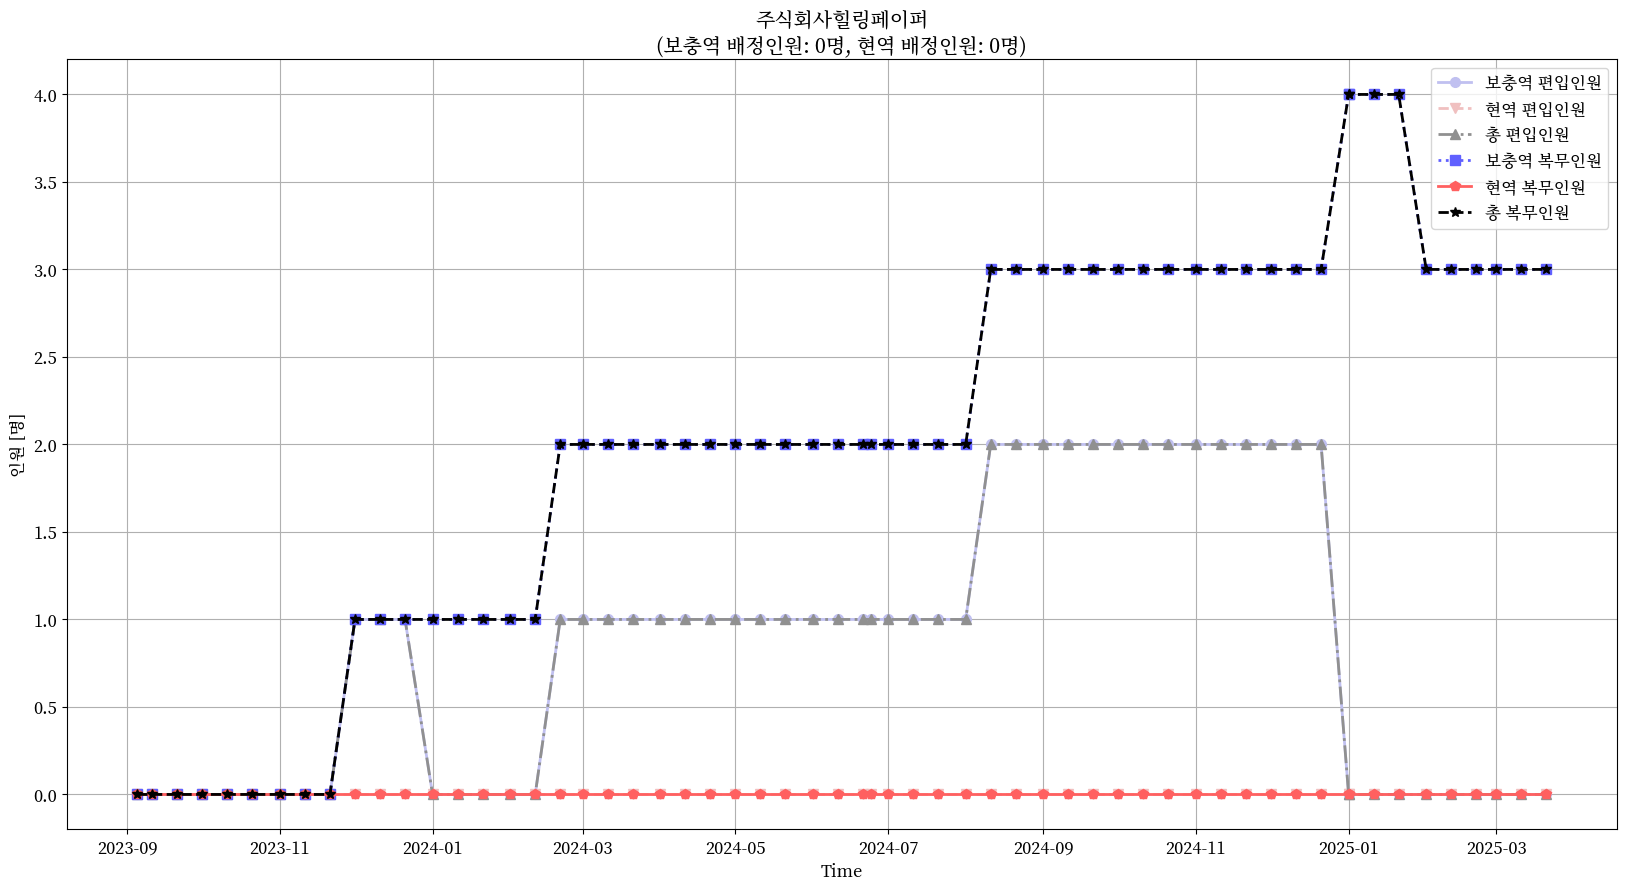 주식회사힐링페이퍼
(보충역 배정인원: 0명, 현역 배정인원: 0명)
보충역 편입인원
현역 편입인원
총 편입인원
보충역 복무인원
현역 복무인원
총 복무인원
인원 [명]
4.0
3.5
3.0
2.5
2.0
1.5
1.0
0.5
0.0
2023-09 2023-11 2024-01 2024-03 2024-05 2024-07 2024-09 2024-11 2025-01 2025-03
Time